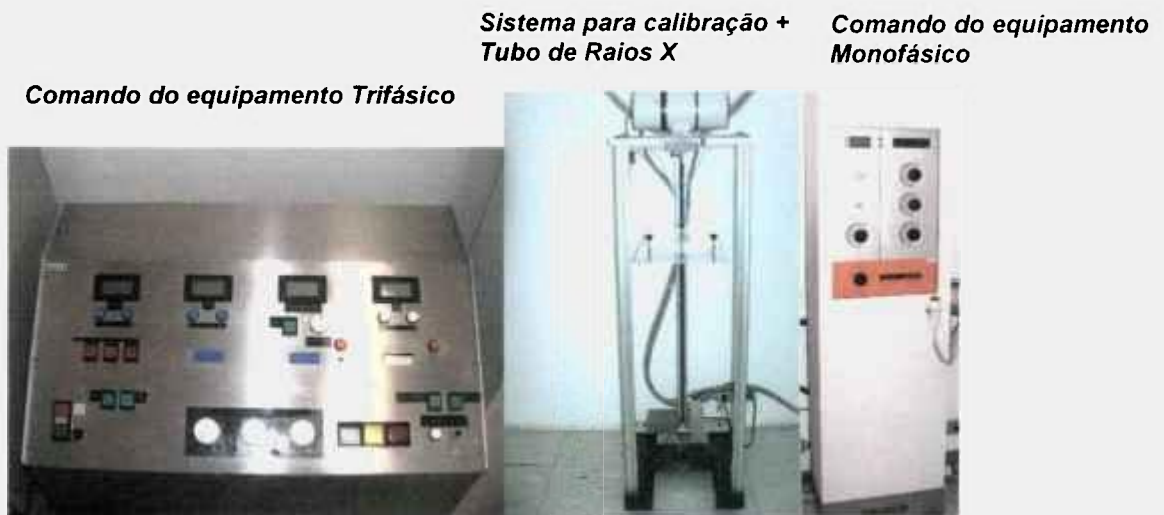 Sistema para calibração +
Tubo de Raios X
Comando do equipamento
Monofásico
Comando do equipamento Trifásico